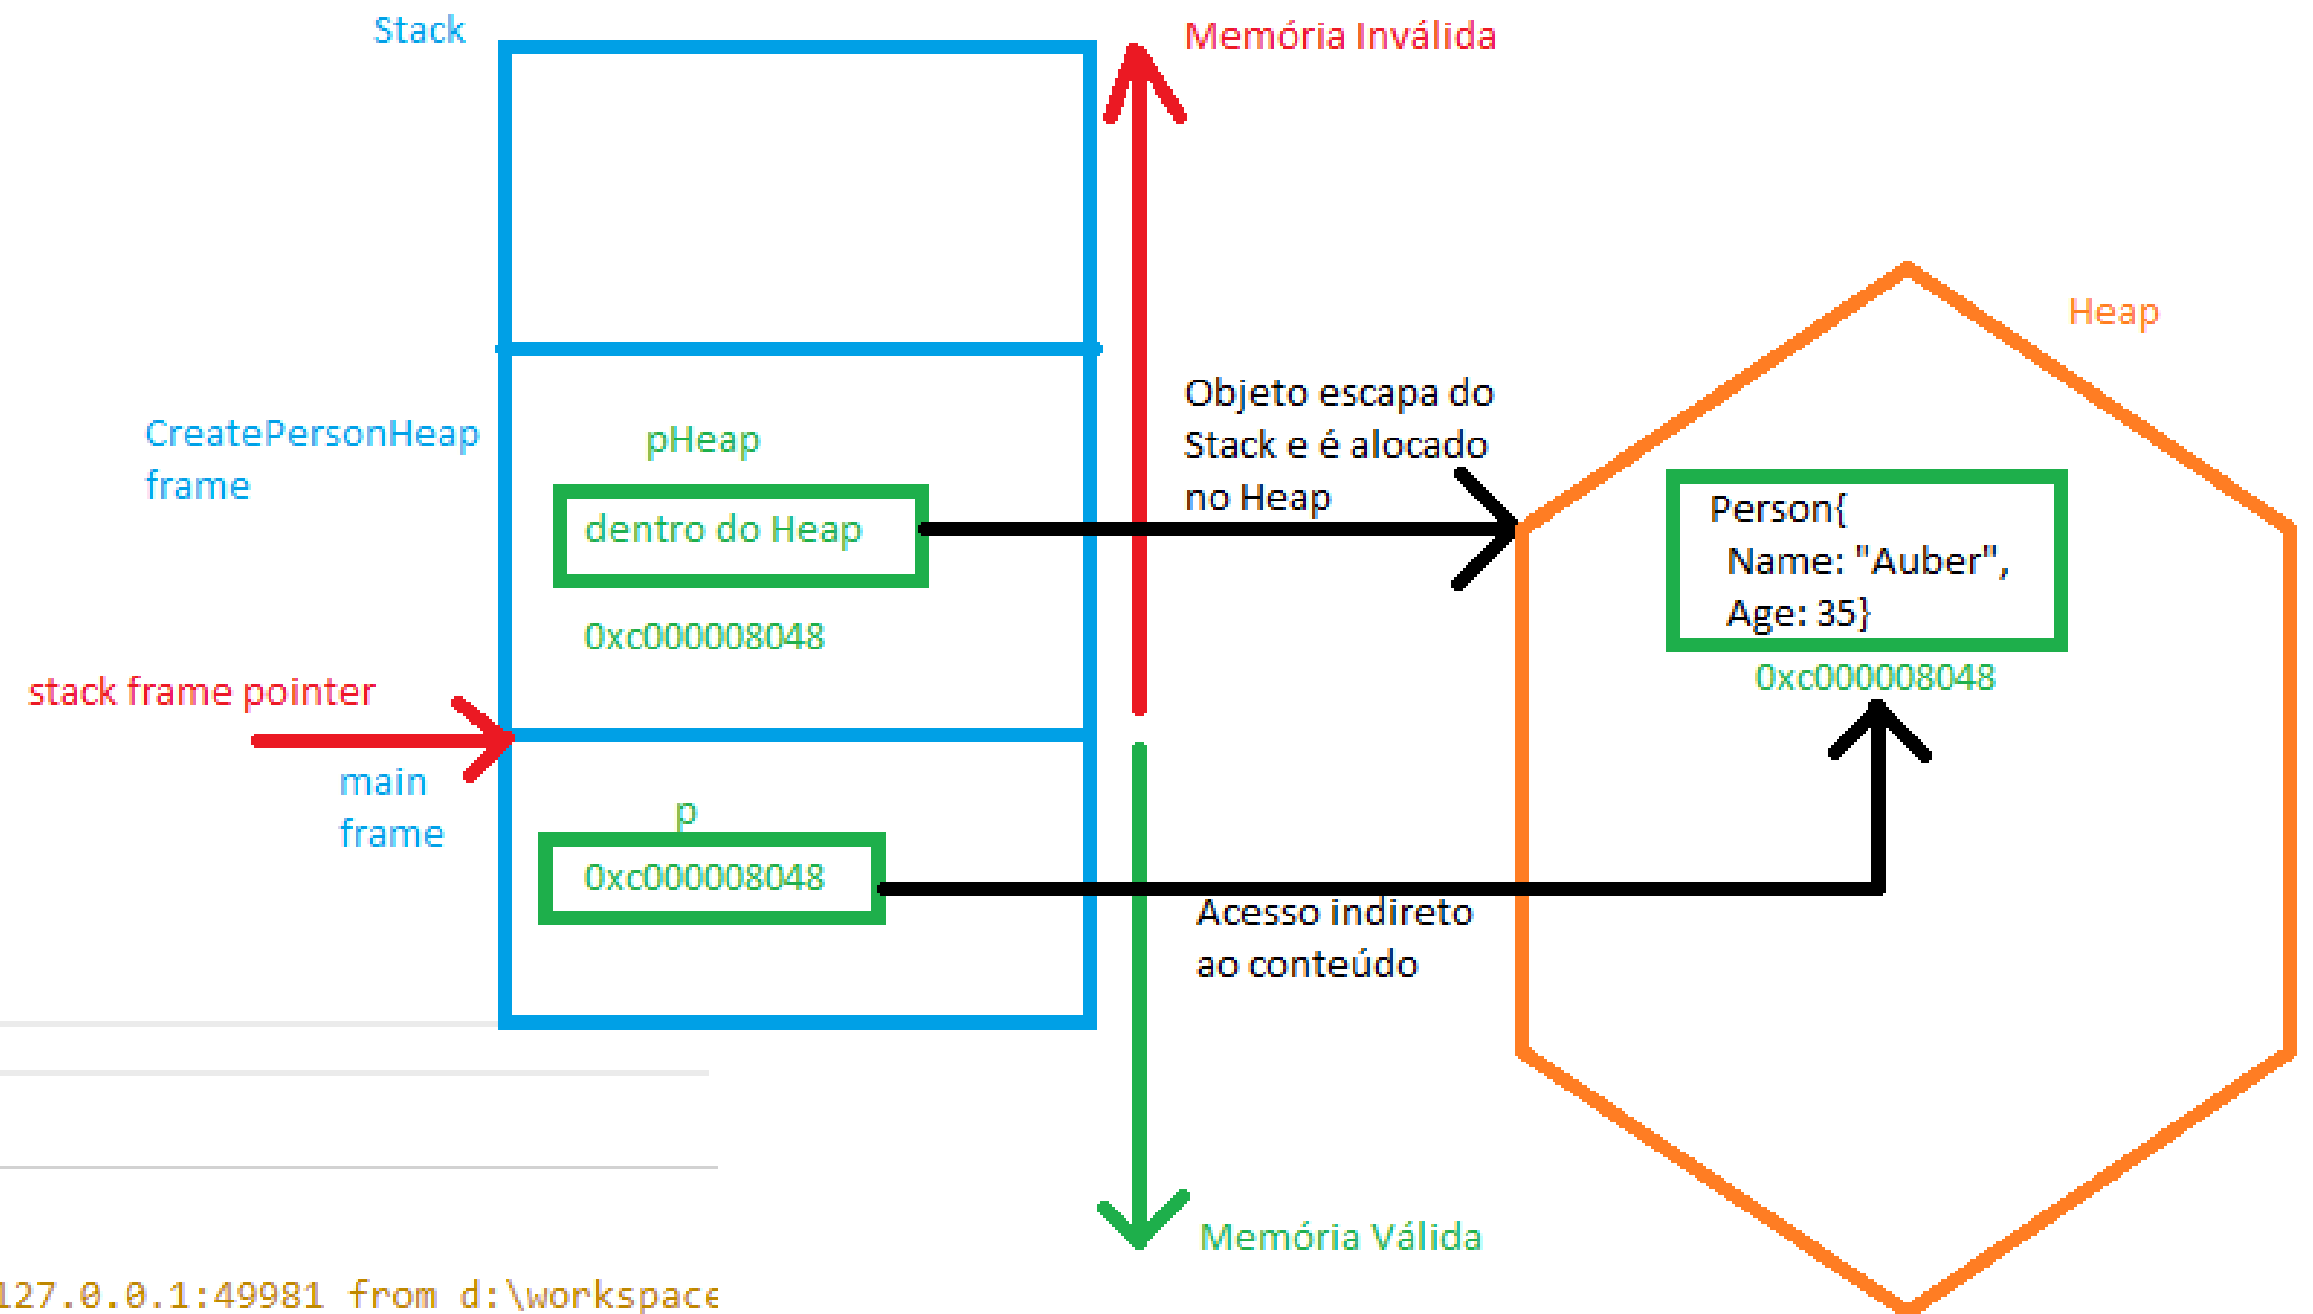 Stack
Memória Inválida
Heap
CreatePersonHeap
frame
pHeap
dentro do Heap
0xc000008048
Objeto escapa do
Stack e é alocado
no Heap
Person{
Name: "Auber",
Age: 35}
0xc000008048
stack frame pointer
main
frame
p
0xc000008048
Acesso indireto
ao conteúdo
Memória Válida
127.0.0.1:49981 from d:\workspace